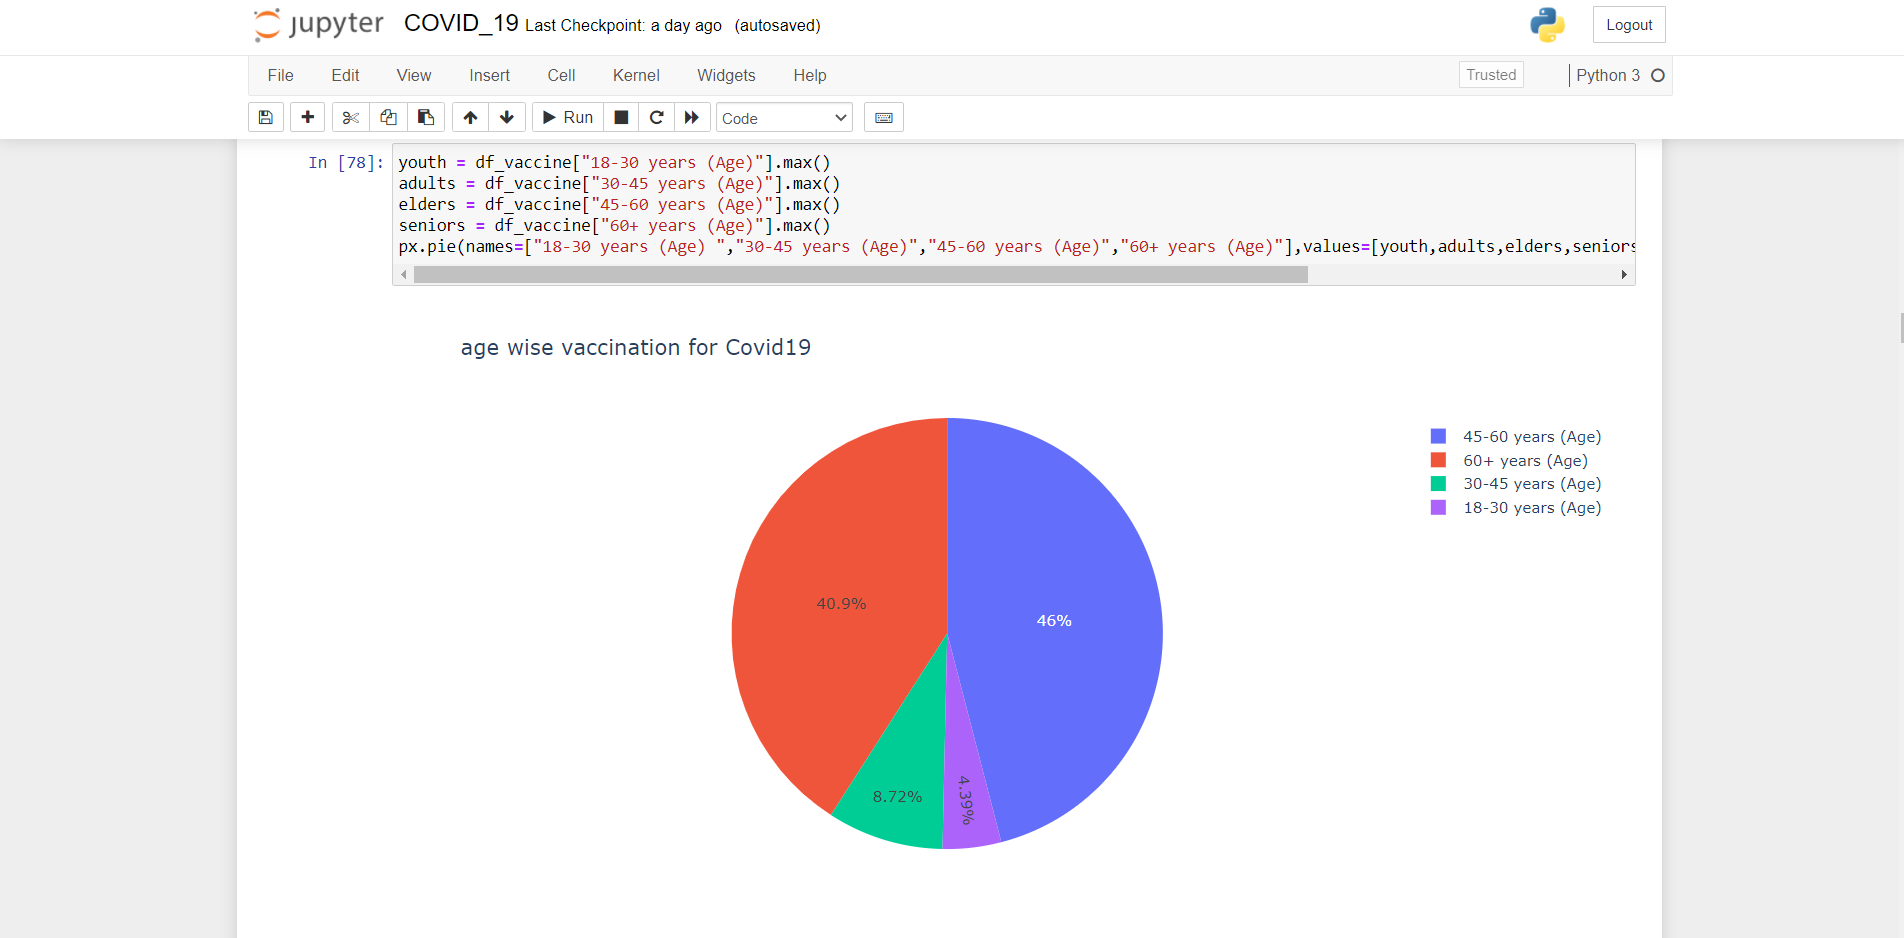 jupyter COVID_19 Last Checkpoint: a day ago (autosaved) Logout
File Edit View Insert Cell Kernel Widgets Help Trusted Python 3
Run Code
In [78]: youth = df_vaccine["18-30 years (Age)"].max()
adults = df_vaccine["30-45 years (Age)"].max()
elders = df_vaccine["45-60 years (Age)"].max()
seniors = df_vaccine["60+ years (Age)"].max()
px.pie(names=["18-30 years (Age) ","30-45 years (Age)","45-60 years (Age)","60+ years (Age)"],values=[youth,adults,elders,seniors
age wise vaccination for Covid19
45-60 years (Age)
60+ years (Age)
30-45 years (Age)
18-30 years (Age)
40.9%
46%
8.72%
4.39%